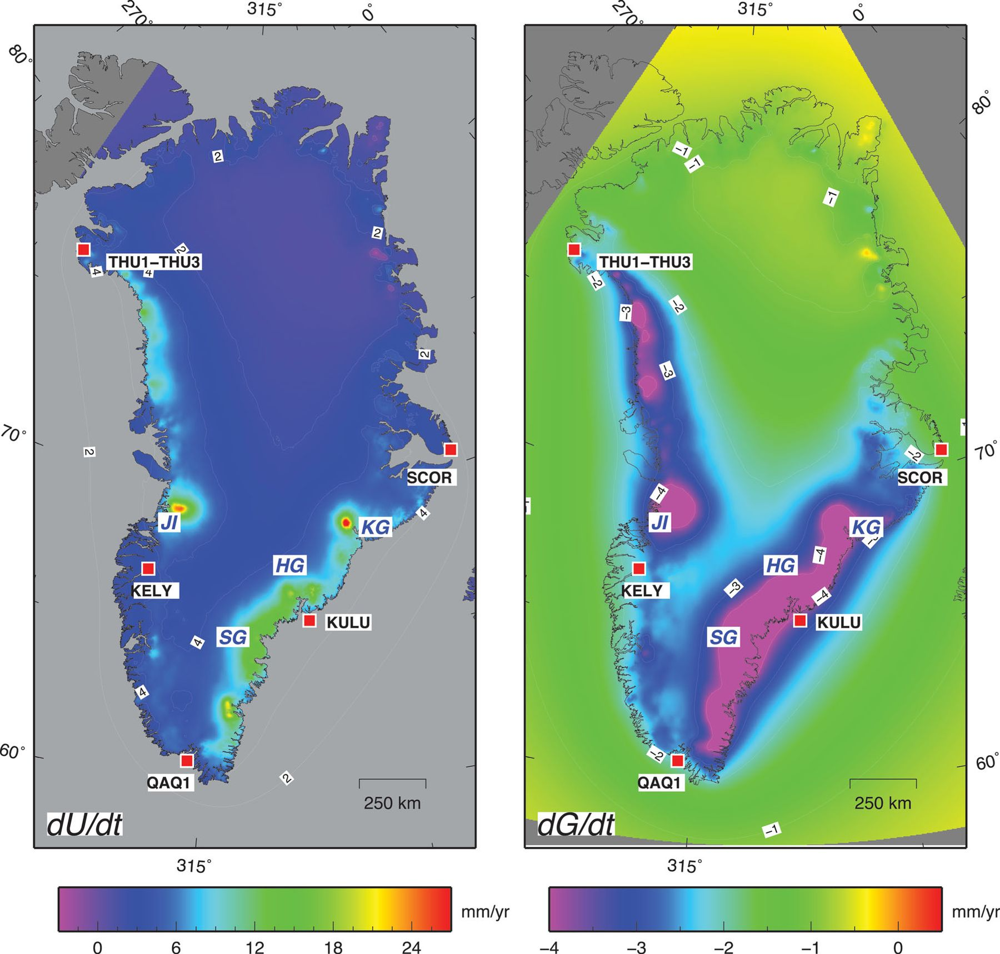 270° 315° 0°
270° 315° 0°
80°
80°
2
−1
−1
−1
2
2
THU1−THU3
4
4
THU1−THU3
−2
−2
−3
2
−3
70°
70°
2
−2
SCOR
SCOR
−4
4
JI
KG
JI
KG
−4
HG
HG
−3
−4
KELY
KELY
KULU
KULU
SG
SG
4
4
60°
60°
−2
QAQ1
QAQ1
2
250 km
250 km
dU/dt
dG/dt
−1
315°
315°
mm/yr
mm/yr
0 6 12 18 24
−4 −3 −2 −1 0